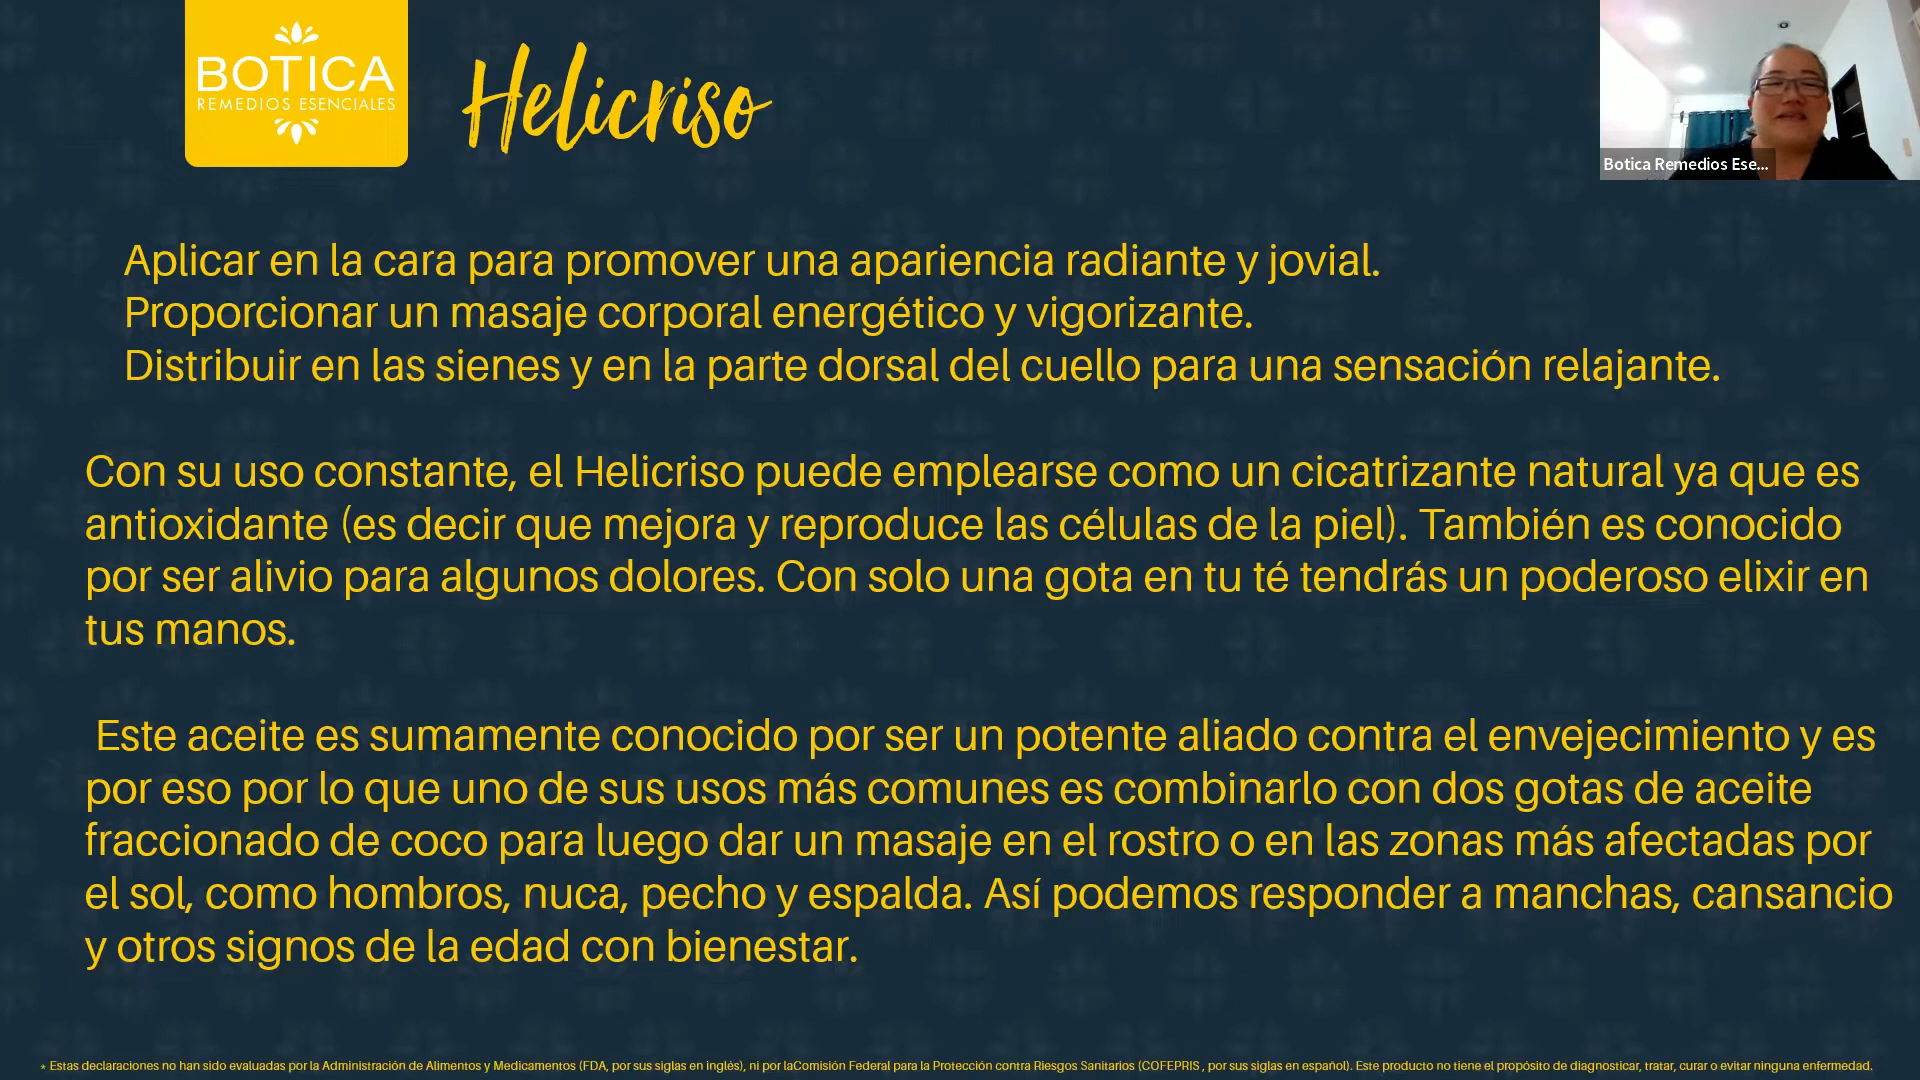 BOTICA
REMEDIOS ESENCIALES
Helicriso
Botica Remedios Ese...
Aplicar en la cara para promover una apariencia radiante y jovial.
Proporcionar un masaje corporal energético y vigorizante.
Distribuir en las sienes y en la parte dorsal del cuello para una sensación relajante.
Con su uso constante, el Helicriso puede emplearse como un cicatrizante natural ya que es
antioxidante (es decir que mejora y reproduce las células de la piel). También es conocido
por ser alivio para algunos dolores. Con solo una gota en tu té tendrás un poderoso elixir en
tus manos.
Este aceite es sumamente conocido por ser un potente aliado contra el envejecimiento y es
por eso por lo que uno de sus usos más comunes es combinarlo con dos gotas de aceite
fraccionado de coco para luego dar un masaje en el rostro o en las zonas más afectadas por
el sol, como hombros, nuca, pecho y espalda. Así podemos responder a manchas, cansancio
y otros signos de la edad con bienestar.
* Estas declaraciones no han sido evaluadas por la Administración de Alimentos y Medicamentos (FDA, por sus siglas en inglés), ni por laComisión Federal para la Protección contra Riesgos Sanitarios (COFEPRIS , por sus siglas en español). Este producto no tiene el propósito de diagnosticar, tratar, curar o evitar ninguna enfermedad.